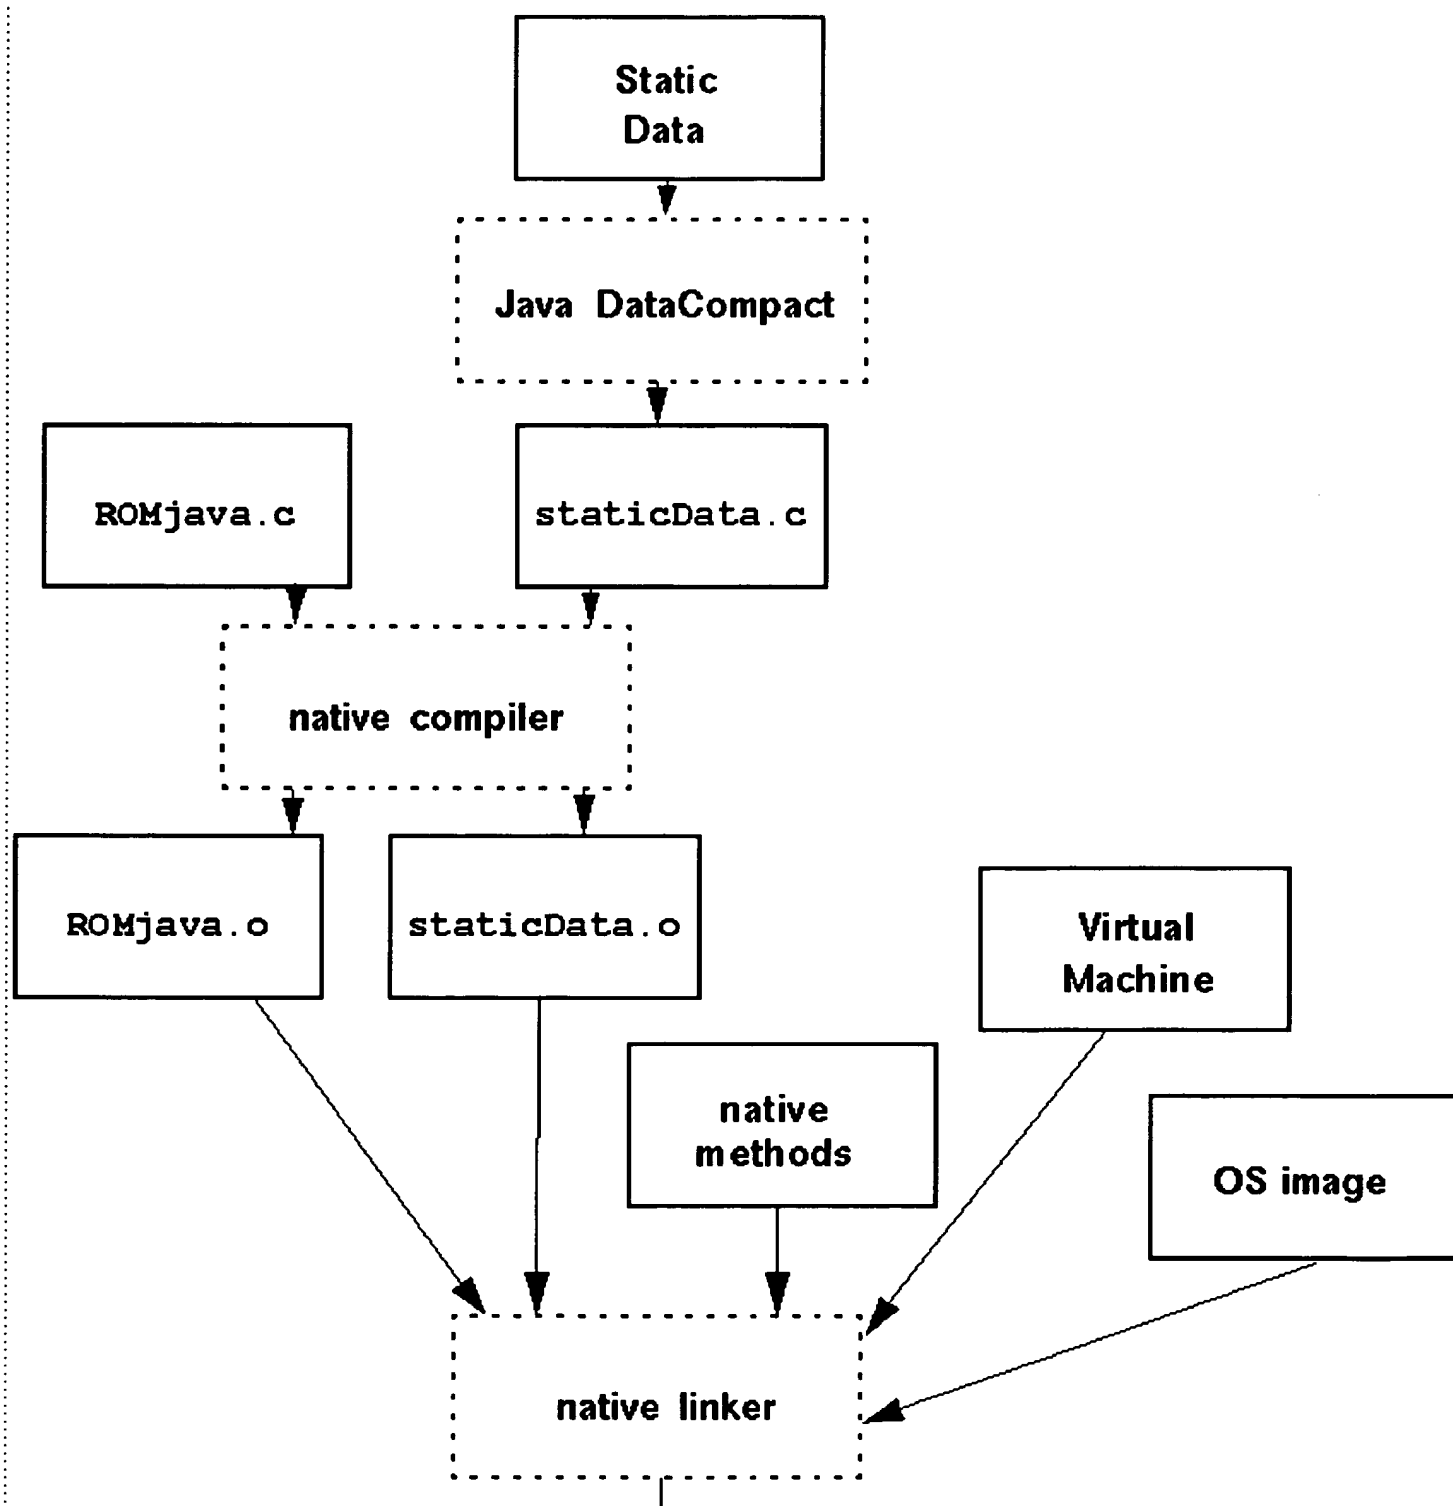 Static
Data
Java DataCompact
ROMjava.c
staticData.c
native compiler
ROMjava.o
staticData.o
Virtual
Machine
native
methods
OS image
native linker